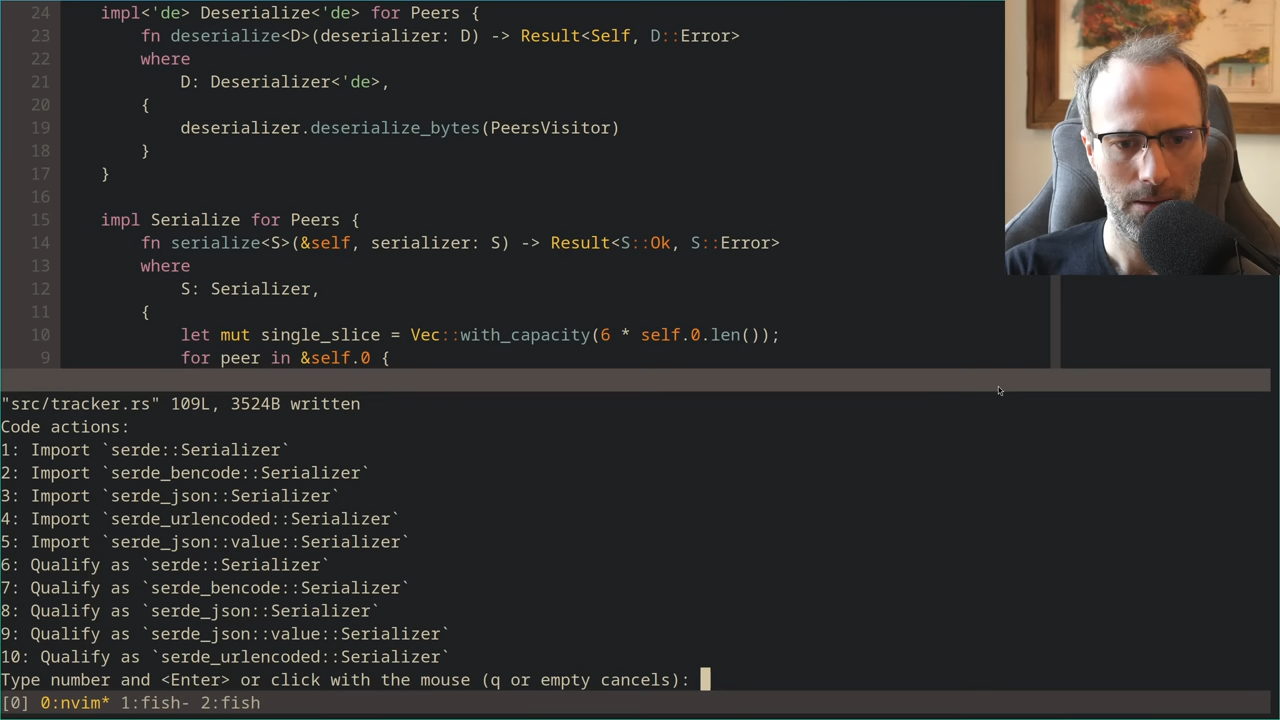 24 impl<'de> Deserialize<'de> for Peers {
23 fn deserialize<D>(deserializer: D) -> Result<Self, D::Error>
22 where
21 D: Deserializer<'de>,
20 {
19 deserializer.deserialize_bytes(PeersVisitor)
18 }
17 }
16
15 impl Serialize for Peers {
14 fn serialize<S>(&self, serializer: S) -> Result<S::Ok, S::Error>
13 where
12 S: Serializer,
11 {
10 let mut single_slice = Vec::with_capacity(6 * self.0.len());
9 for peer in &self.0 {
"src/tracker.rs" 109L, 3524B written
Code actions:
1: Import `serde::Serializer`
2: Import `serde_bencode::Serializer`
3: Import `serde_json::Serializer`
4: Import `serde_urlencoded::Serializer`
5: Import `serde_json::value::Serializer`
6: Qualify as `serde::Serializer`
7: Qualify as `serde_bencode::Serializer`
8: Qualify as `serde_json::Serializer`
9: Qualify as `serde_json::value::Serializer`
10: Qualify as `serde_urlencoded::Serializer`
Type number and <Enter> or click with the mouse (q or empty cancels):
[0] 0:nvim* 1:fish- 2:fish